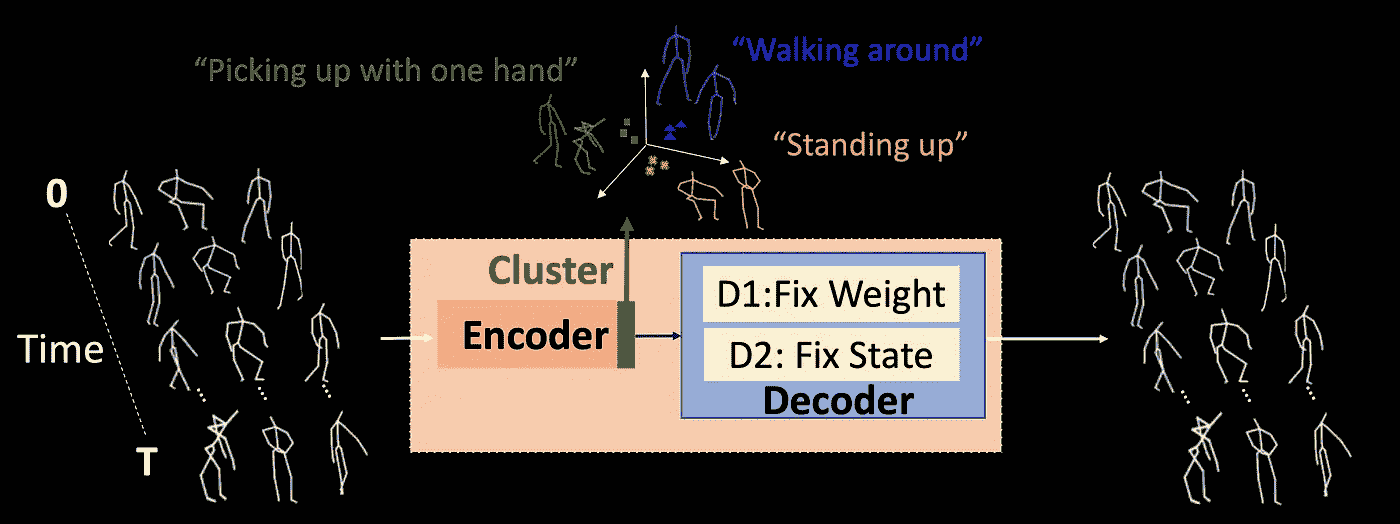 “Picking up with one hand”
“Walking around”
“Standing up”
0
Time
T
Cluster
Encoder
D1:Fix Weight
D2: Fix State
Decoder